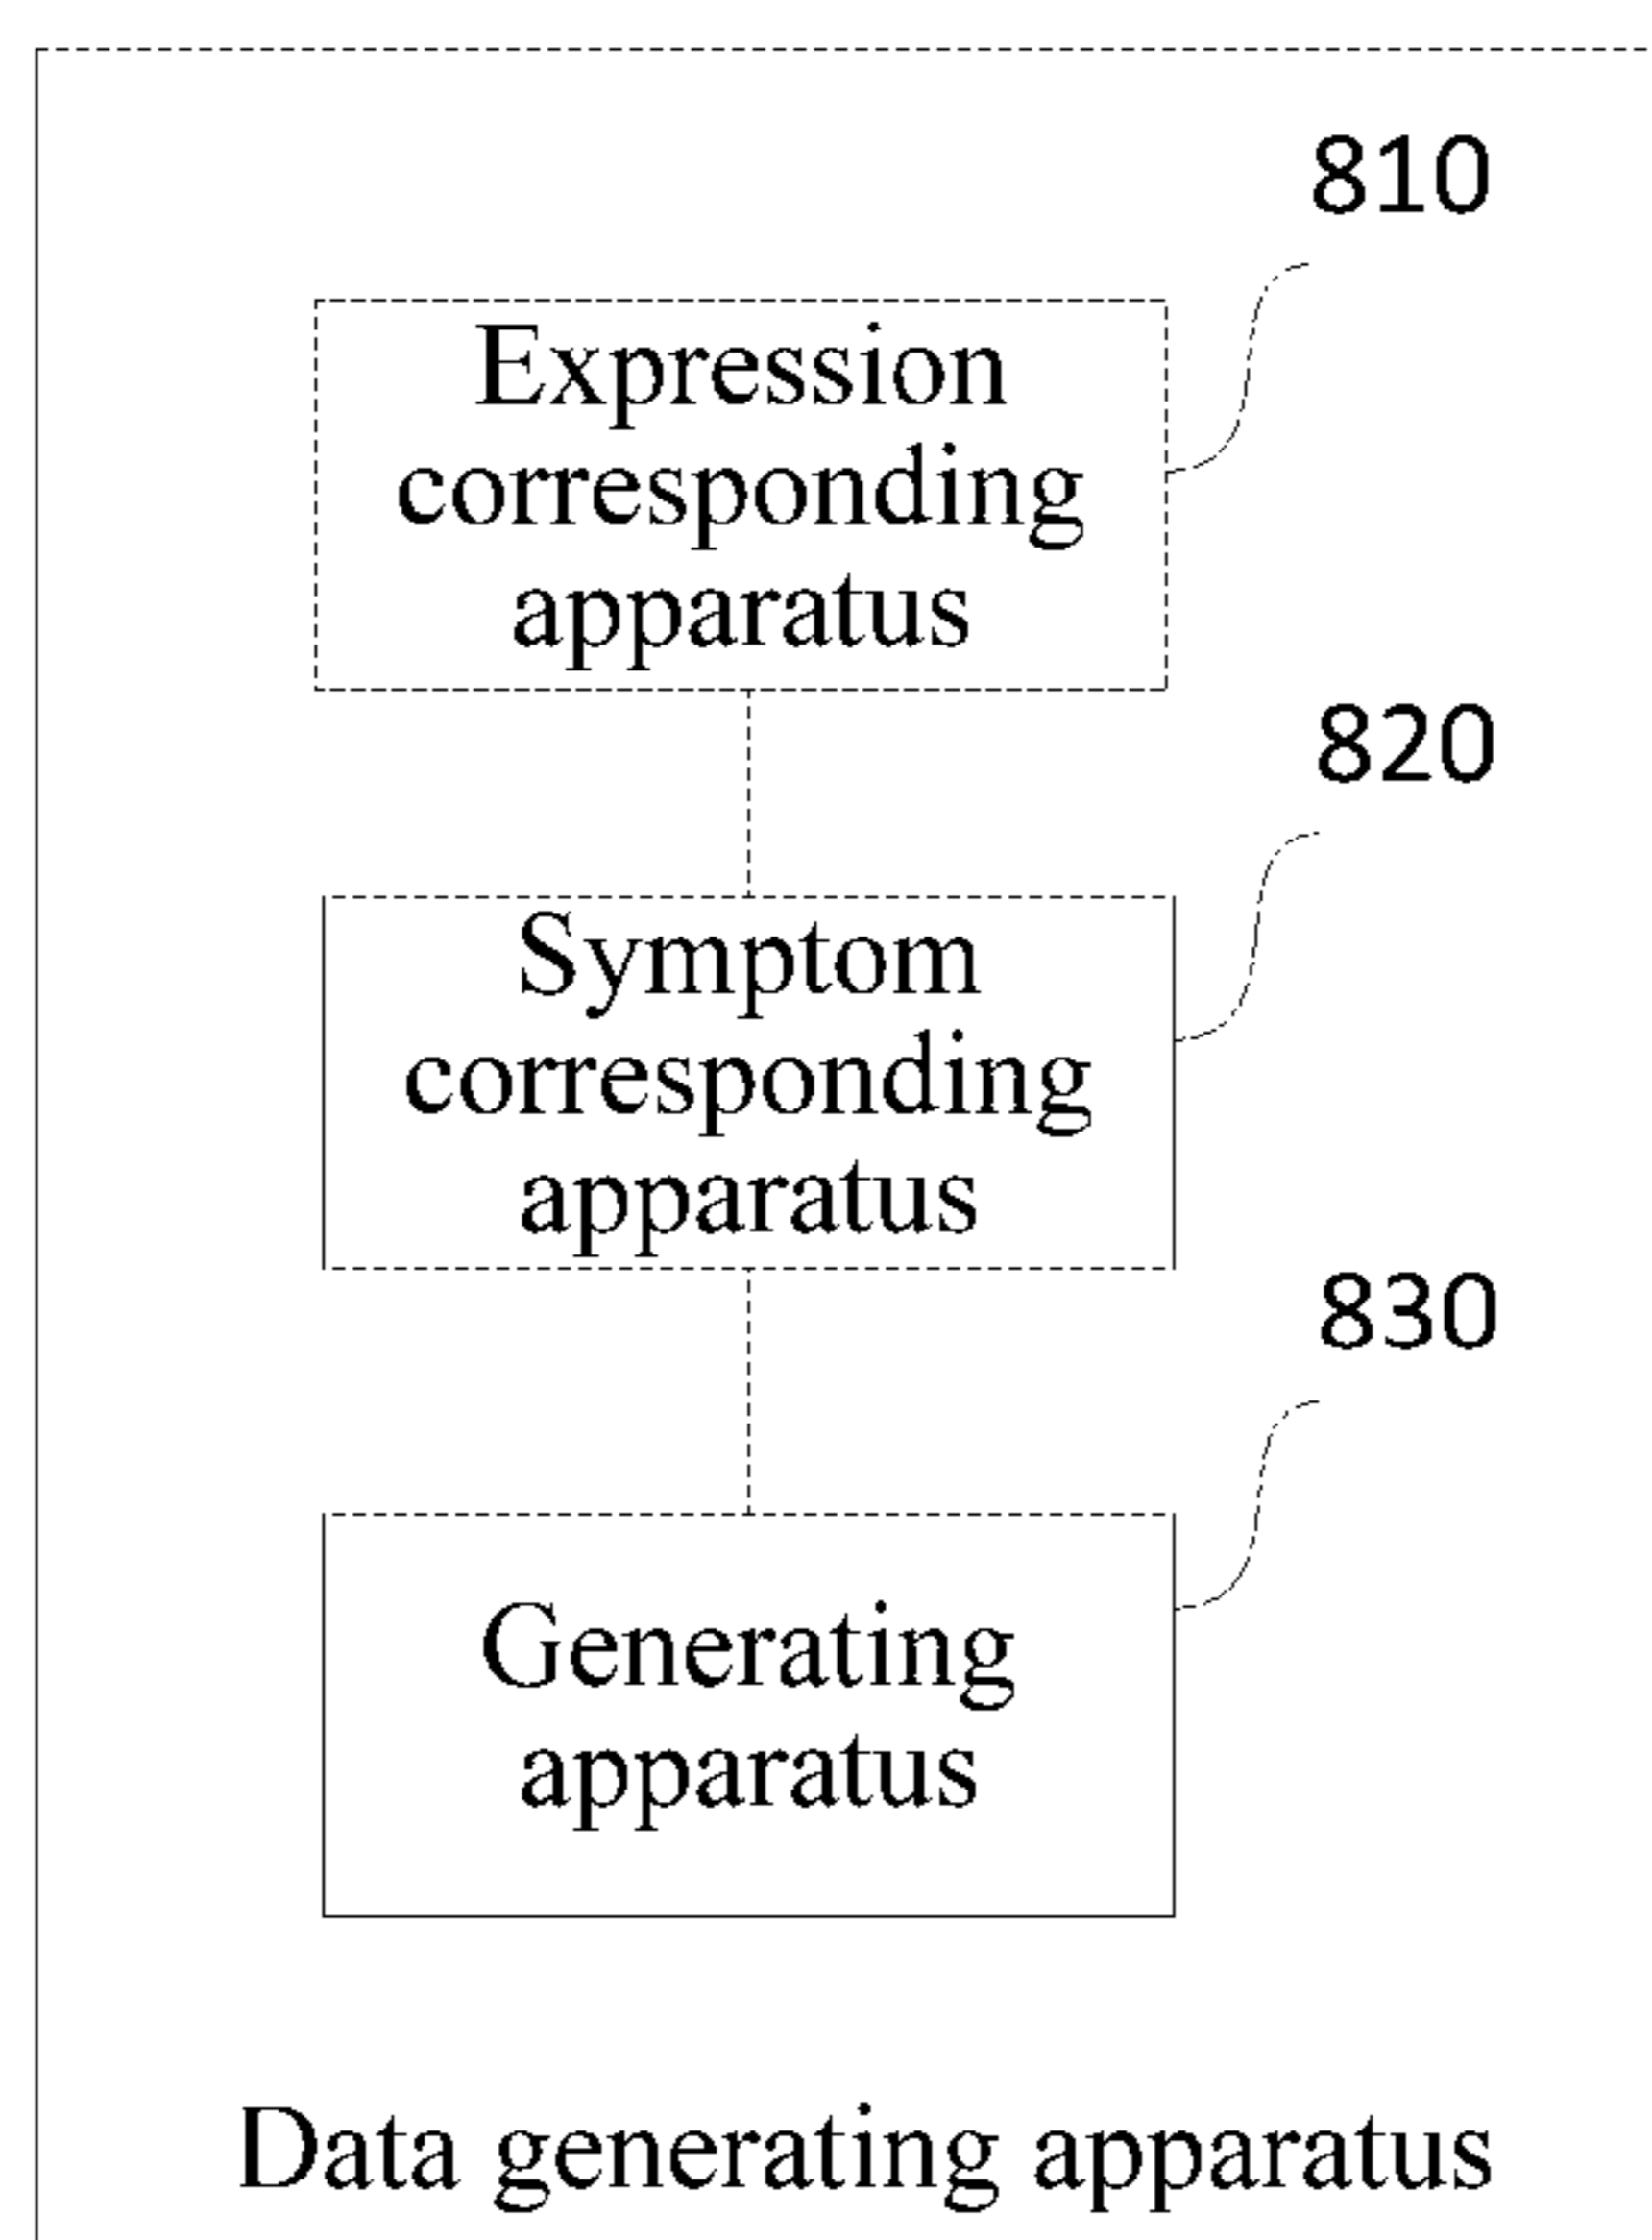 810
Expression
corresponding
apparatus
820
Symptom
corresponding
apparatus
830
Generating
apparatus
Data generating apparatus